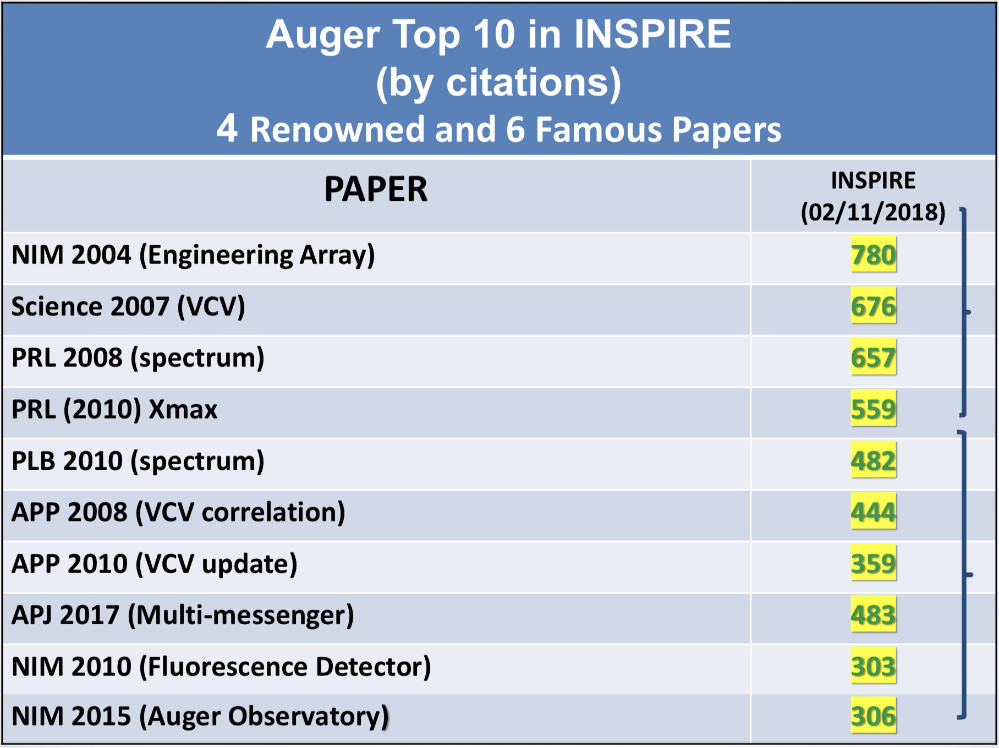 Auger Top 10 in INSPIRE
(by citations)
4 Renowned and 6 Famous Papers
PAPER
INSPIRE
(02/11/2018)
NIM 2004 (Engineering Array) 780
Science 2007 (VCV) 676
PRL 2008 (spectrum) 657
PRL (2010) Xmax 559
PLB 2010 (spectrum) 482
APP 2008 (VCV correlation) 444
APP 2010 (VCV update) 359
APJ 2017 (Multi-messenger) 483
NIM 2010 (Fluorescence Detector) 303
NIM 2015 (Auger Observatory) 306